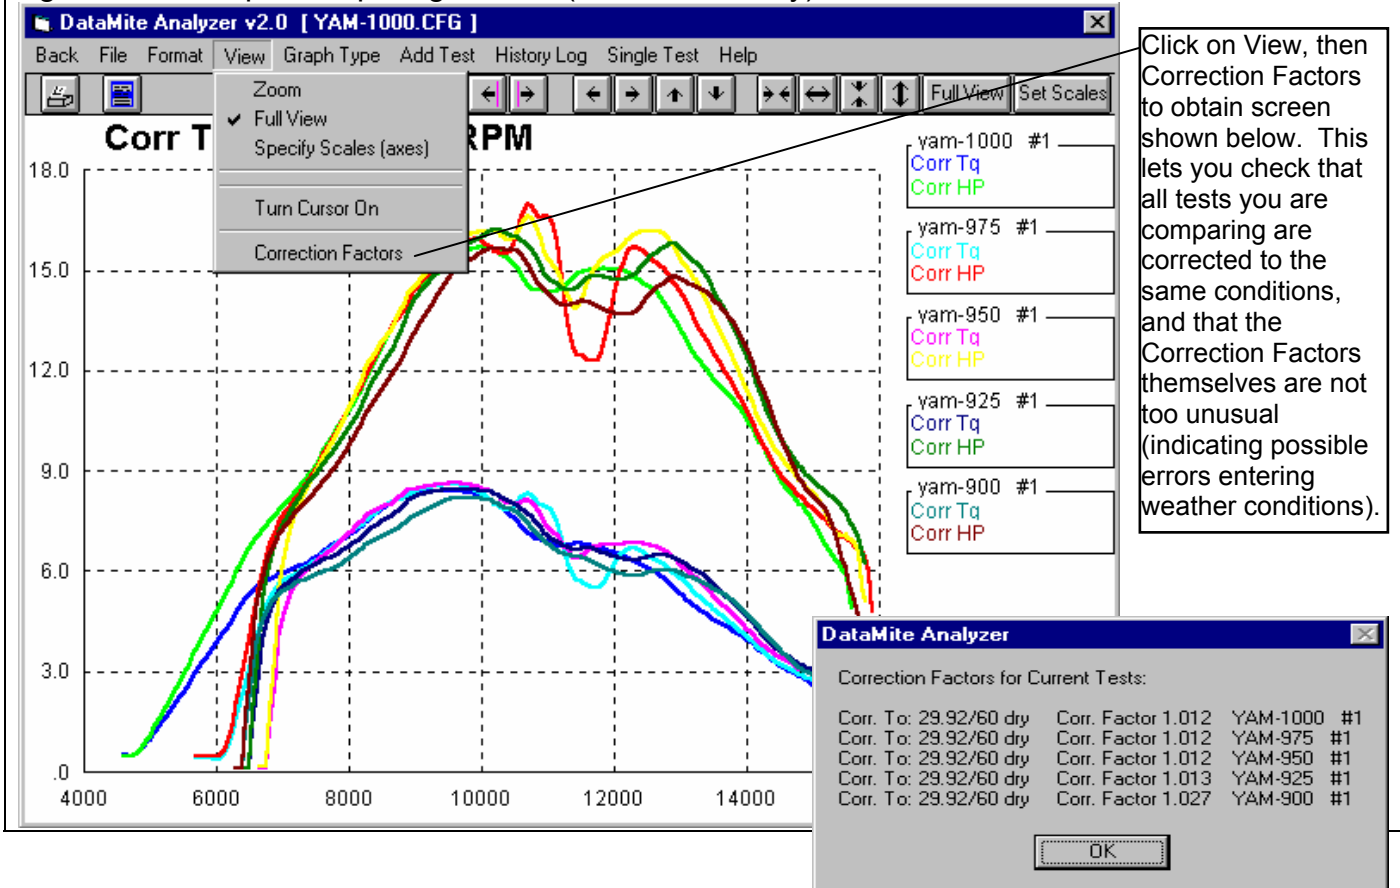 DataMite Analyzer v2.0 [ YAM-1000.CFG ]
Back File Format View Graph Type Add Test History Log Single Test Help
Full View Set Scales
Zoom
Full View
Specify Scales (axes)
Turn Cursor On
Correction Factors
Corr T
RPM
18.0
15.0
12.0
9.0
6.0
3.0
.0
4000 6000 8000 10000 12000 14000
yam-1000 #1
Corr Tq
Corr HP
yam-975 #1
Corr Tq
Corr HP
yam-950 #1
Corr Tq
Corr HP
yam-925 #1
Corr Tq
Corr HP
yam-900 #1
Corr Tq
Corr HP
Click on View, then
Correction Factors
to obtain screen
shown below. This
lets you check that
all tests you are
comparing are
corrected to the
same conditions,
and that the
Correction Factors
themselves are not
too unusual
(indicating possible
errors entering
weather conditions).
DataMite Analyzer
Correction Factors for Current Tests:
Corr. To: 29.92/60 dry Corr. Factor 1.012 YAM-1000 #1
Corr. To: 29.92/60 dry Corr. Factor 1.012 YAM-975 #1
Corr. To: 29.92/60 dry Corr. Factor 1.012 YAM-950 #1
Corr. To: 29.92/60 dry Corr. Factor 1.013 YAM-925 #1
Corr. To: 29.92/60 dry Corr. Factor 1.027 YAM-900 #1
OK